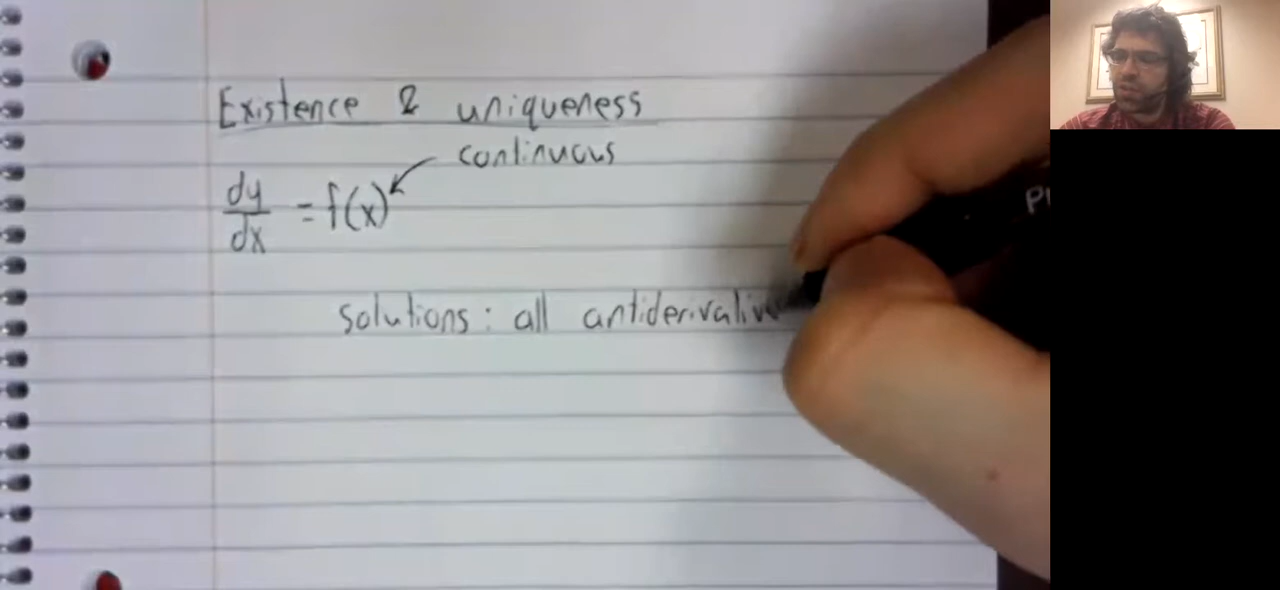 Existence & uniqueness
continuous
dy/dx = f(x)
solutions: all